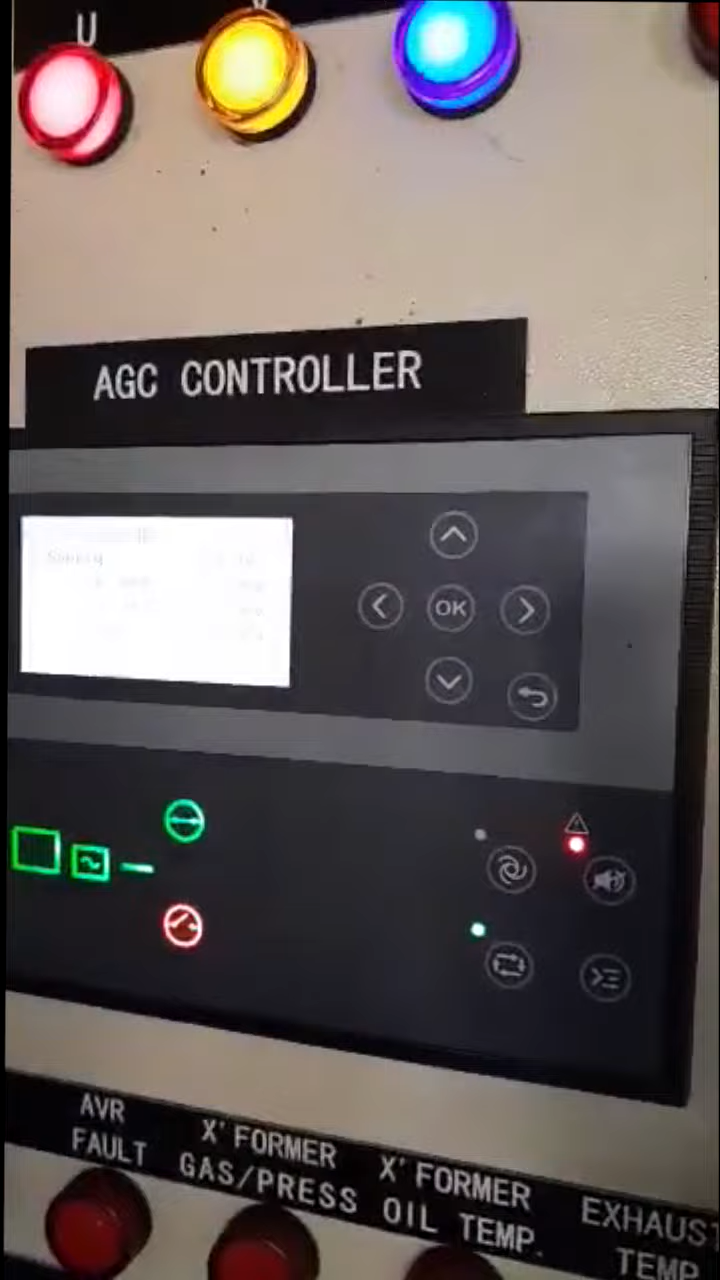 U
AGC CONTROLLER
OK
AVR
FAULT
X'FORMER
GAS/PRESS
X'FORMER
OIL TEMP.
EXHAUST
TEMP